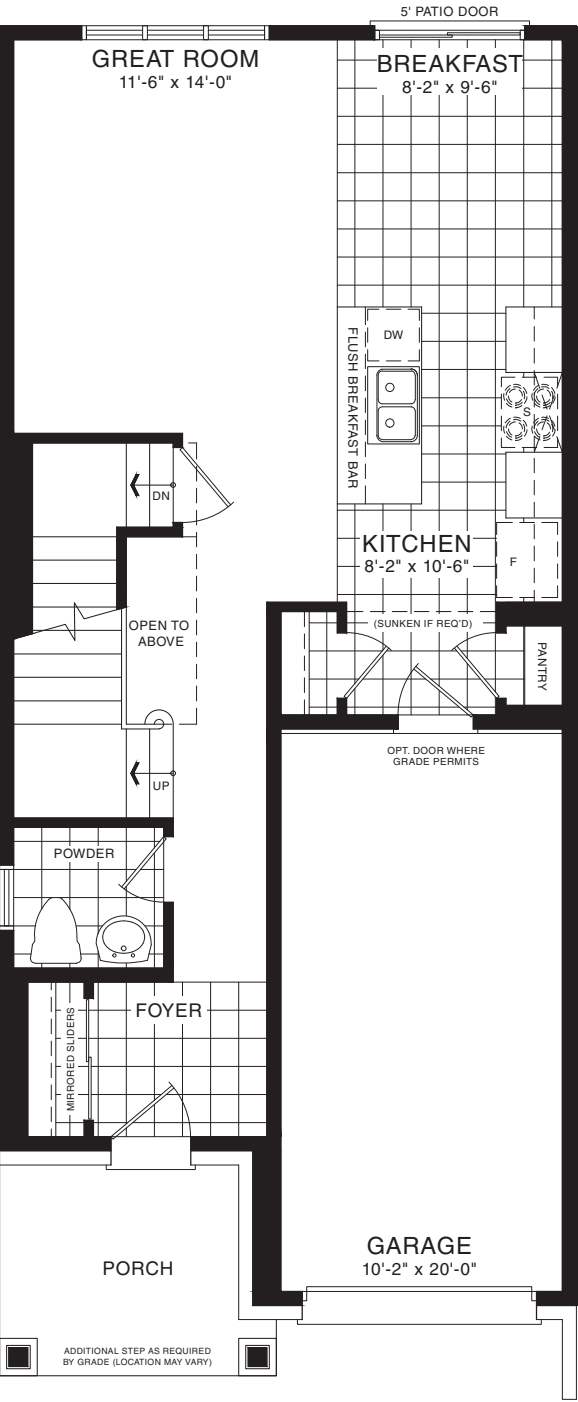 5' PATIO DOOR
GREAT ROOM
11'-6" x 14'-0"
BREAKFAST
8'-2" x 9'-6"
FLUSH BREAKFAST BAR
DW
S
DN
KITCHEN
8'-2" x 10'-6"
F
(SUNKEN IF REQ'D)
OPEN TO
ABOVE
PANTRY
OPT. DOOR WHERE
GRADE PERMITS
UP
POWDER
FOYER
MIRRORED SLIDERS
GARAGE
10'-2" x 20'-0"
PORCH
ADDITIONAL STEP AS REQUIRED
BY GRADE (LOCATION MAY VARY)